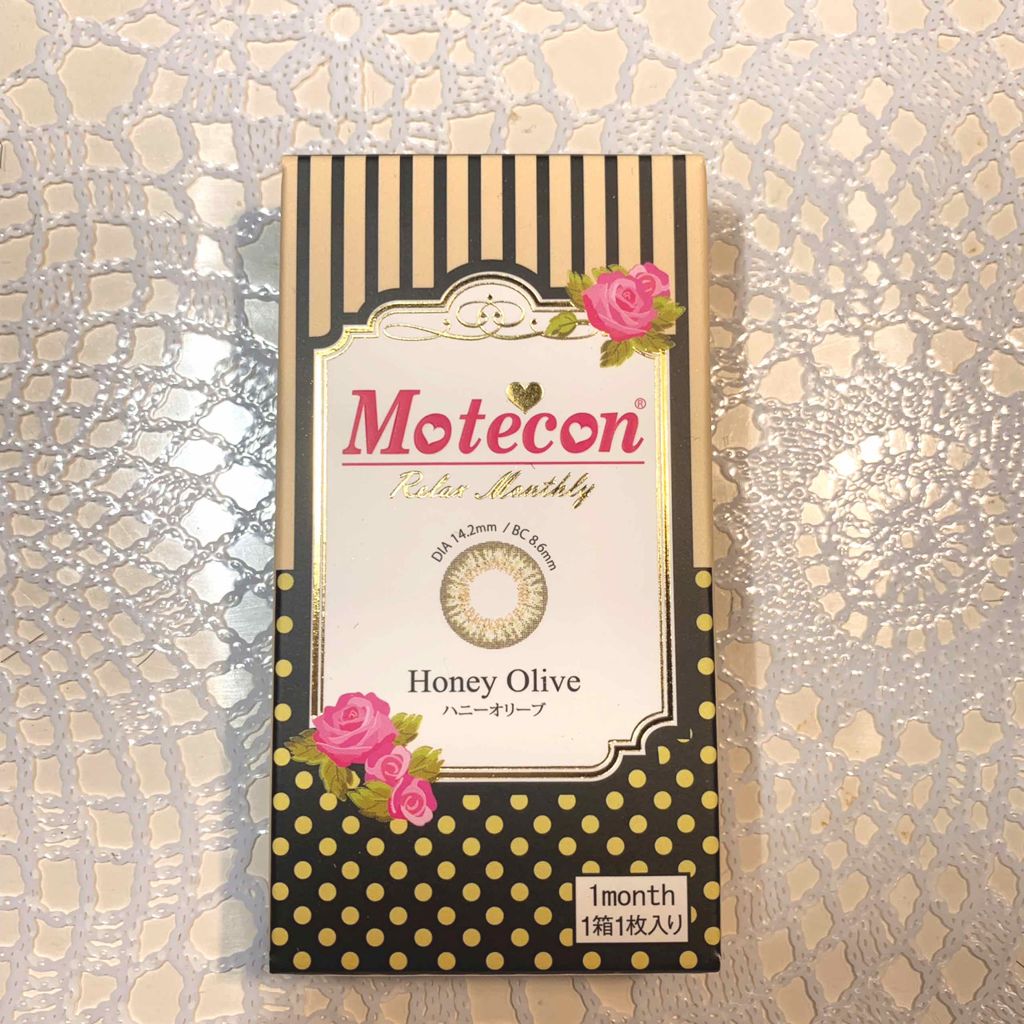 Motecon®
Relax Monthly
DIA 14.2mm / BC 8.6mm
Honey Olive
ハニーオリーブ
1month
1箱1枚入り